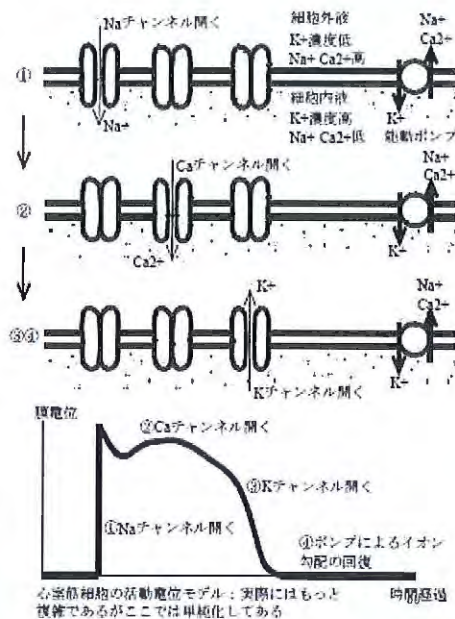 Naチャンネル開く
細胞外液
K+濃度低
Na+ Ca2+高
Na+
Ca2+
①
Na+
細胞内液
K+濃度高
Na+ Ca2+低
K+
能動ポンプ
Caチャンネル開く
Na+
Ca2+
②
Ca2+
K+
K+
Na+
Ca2+
③④
K+
Kチャンネル開く
膜電位
②Caチャンネル開く
③Kチャンネル開く
①Naチャンネル開く
④ポンプによるイオン
勾配の回復
時間経過
心室筋細胞の活動電位モデル：実際にはもっと
複雑であるがここでは単純化してある